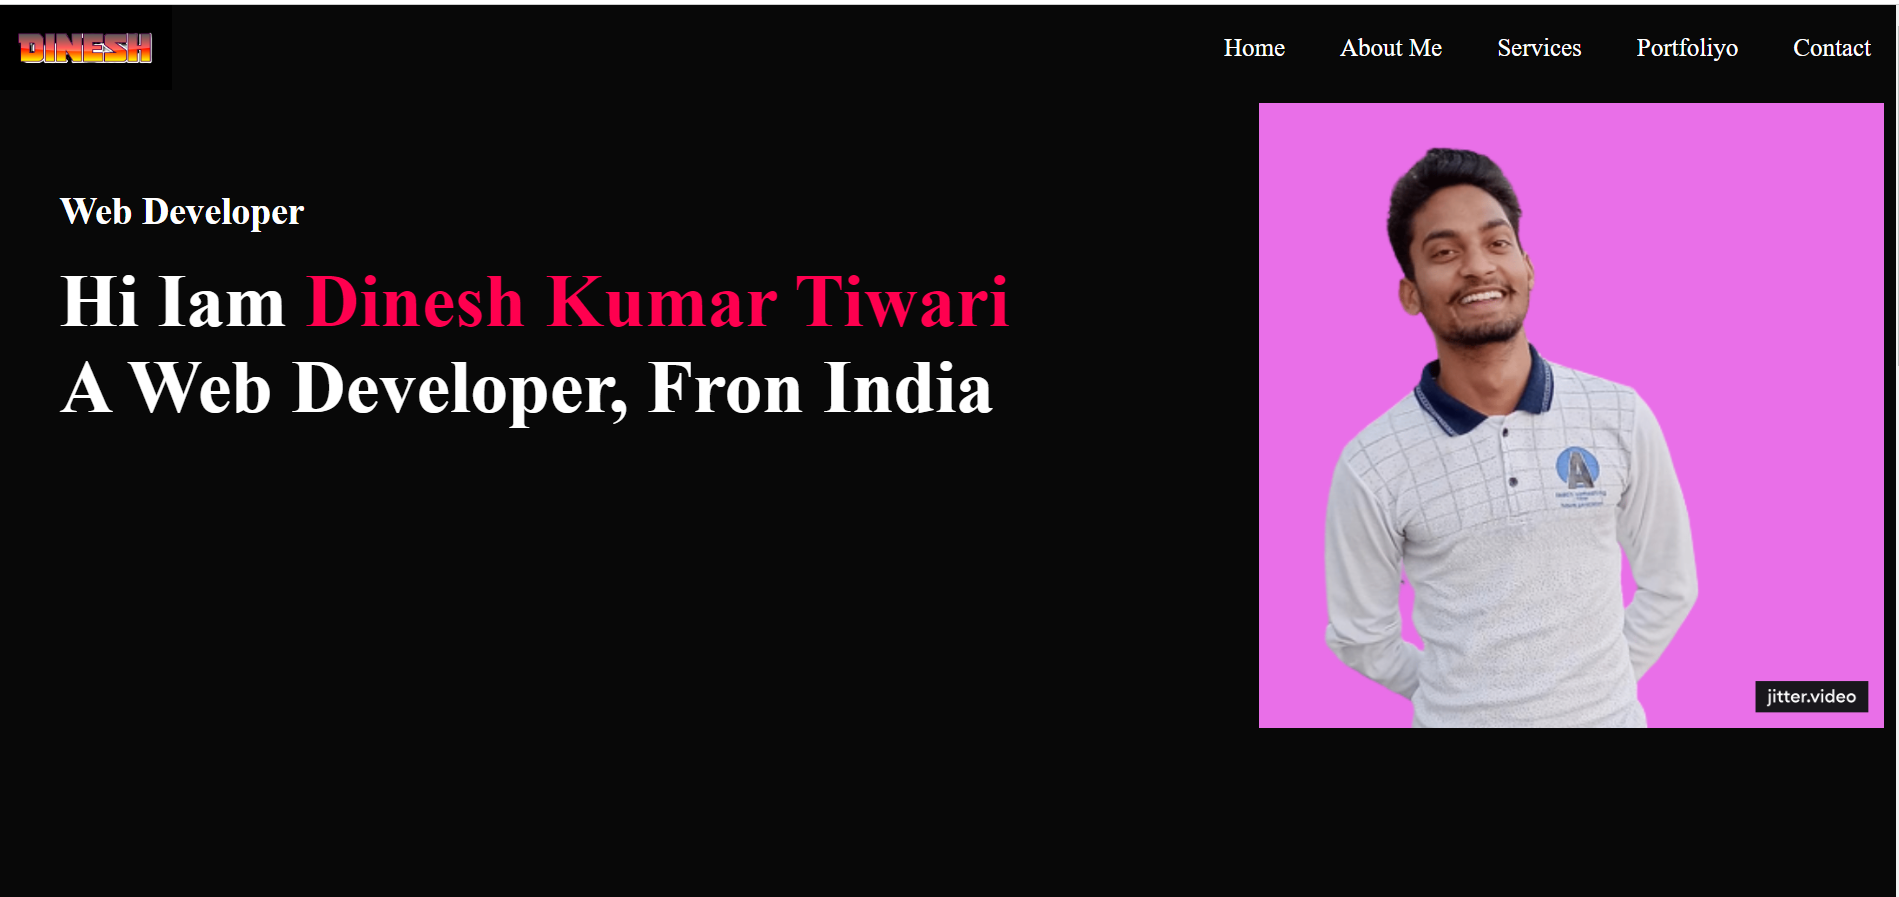 DINESH
Home About Me Services Portfoliyo Contact
Web Developer
Hi Iam Dinesh Kumar Tiwari
A Web Developer, Fron India
A
jitter.video